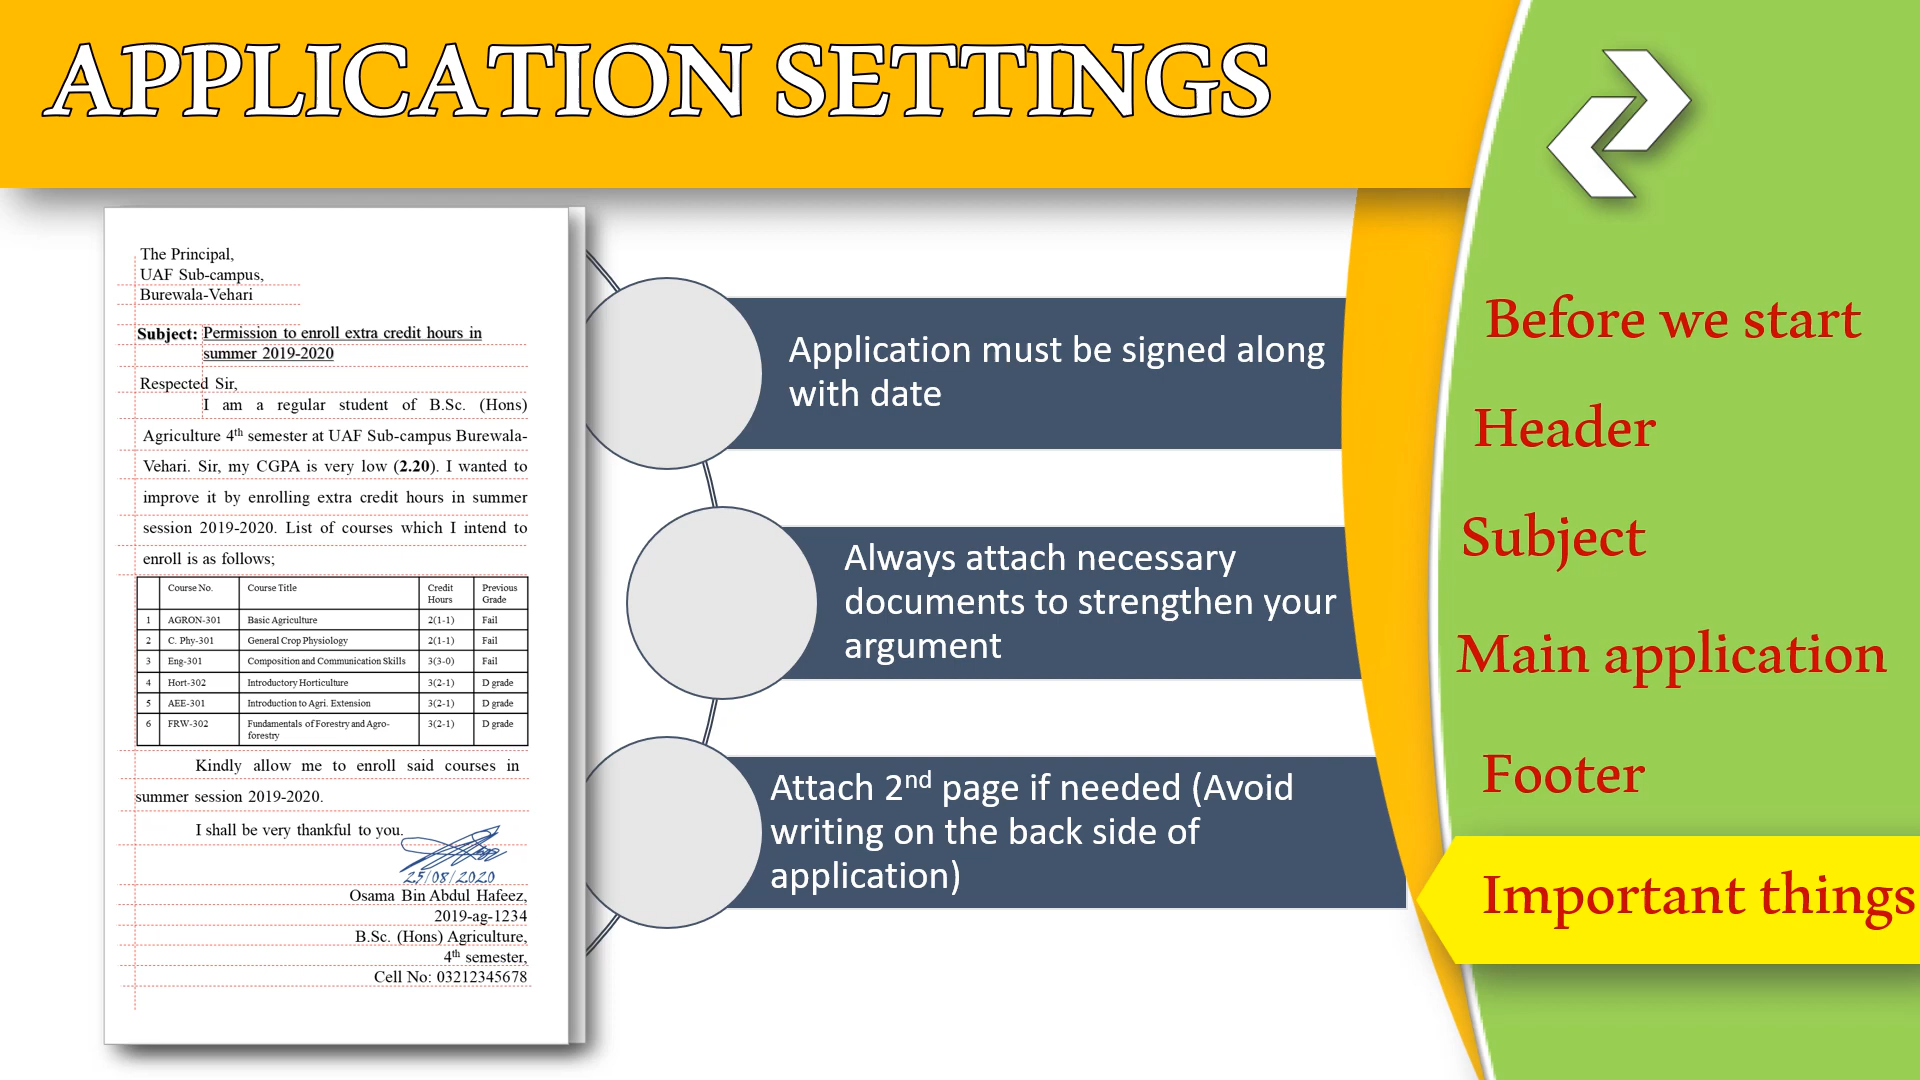 APPLICATION SETTINGS
The Principal,
UAF Sub-campus,
Burewala-Vehari
Subject: Permission to enroll extra credit hours in
summer 2019-2020
Respected Sir,
I am a regular student of B.Sc. (Hons)
Agriculture 4th semester at UAF Sub-campus Burewala-
Vehari. Sir, my CGPA is very low (2.20). I wanted to
improve it by enrolling extra credit hours in summer
session 2019-2020. List of courses which I intend to
enroll is as follows;
Course No. Course Title Credit Hours Previous Grade
1 AGRON-301 Basic Agriculture 2(1-1) Fail
2 C. Phy-301 General Crop Physiology 2(1-1) Fail
3 Eng-301 Composition and Communication Skills 3(3-0) Fail
4 Hort-302 Introductory Horticulture 3(2-1) D grade
5 AEE-301 Introduction to Agri. Extension 3(2-1) D grade
6 FRW-302 Fundamentals of Forestry and Agro-forestry 3(2-1) D grade
Kindly allow me to enroll said courses in
summer session 2019-2020.
I shall be very thankful to you.
25/08/2020
Osama Bin Abdul Hafeez,
2019-ag-1234
B.Sc. (Hons) Agriculture,
4th semester,
Cell No: 03212345678
Application must be signed along
with date
Always attach necessary
documents to strengthen your
argument
Attach 2nd page if needed (Avoid
writing on the back side of
application)
Before we start
Header
Subject
Main application
Footer
Important things